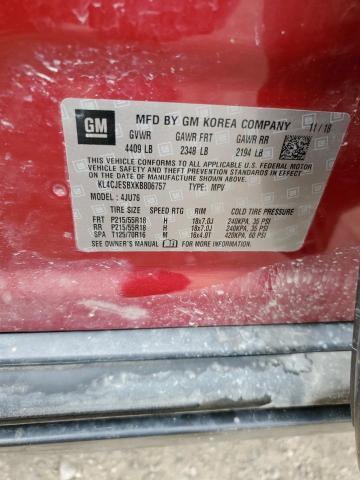 GM
MFD BY GM KOREA COMPANY 11/18
GVWR GAWR FRT GAWR RR
4409 LB 2348 LB 2194 LB
THIS VEHICLE CONFORMS TO ALL APPLICABLE U.S. FEDERAL MOTOR
VEHICLE SAFETY AND THEFT PREVENTION STANDARDS IN EFFECT ON
THE DATE OF MANUFACTURE SHOWN ABOVE.
KL4CJESBXKB806757 TYPE: MPV
MODEL: 4JU76
TIRE SIZE SPEED RTG RIM COLD TIRE PRESSURE
FRT P215/55R18 H 18x7.0J 240KPA, 35 PSI
RR P215/55R18 H 18x7.0J 240KPA, 35 PSI
SPA T125/70R16 M 16x4.0T 420KPA, 60 PSI
SEE OWNER'S MANUAL FOR MORE INFORMATION.